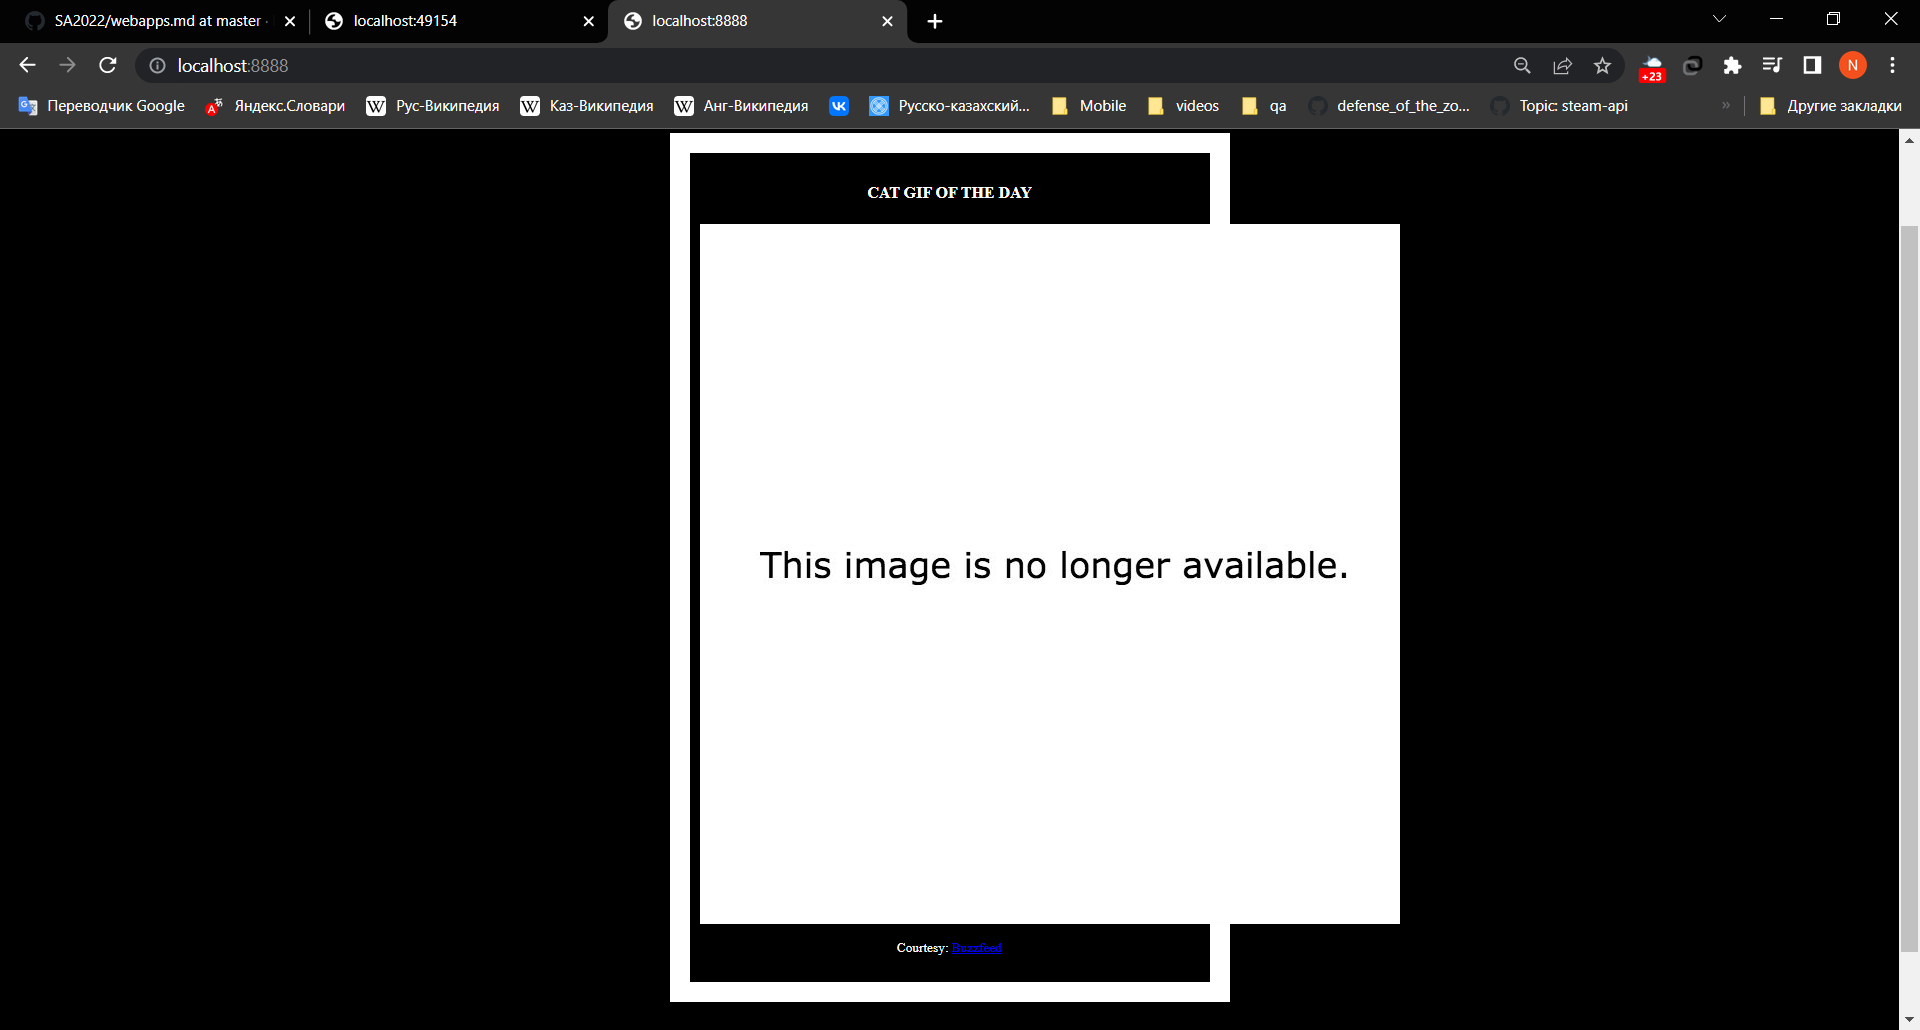 SA2022/webapps.md at master ·
localhost:49154
localhost:8888
localhost:8888
+23
N
Переводчик Google
Яндекс.Словари
Рус-Википедия
Каз-Википедия
Анг-Википедия
Русско-казахский...
Mobile
videos
qa
defense_of_the_zo...
Topic: steam-api
»
Другие закладки
CAT GIF OF THE DAY
This image is no longer available.
Courtesy: Buzzfeed